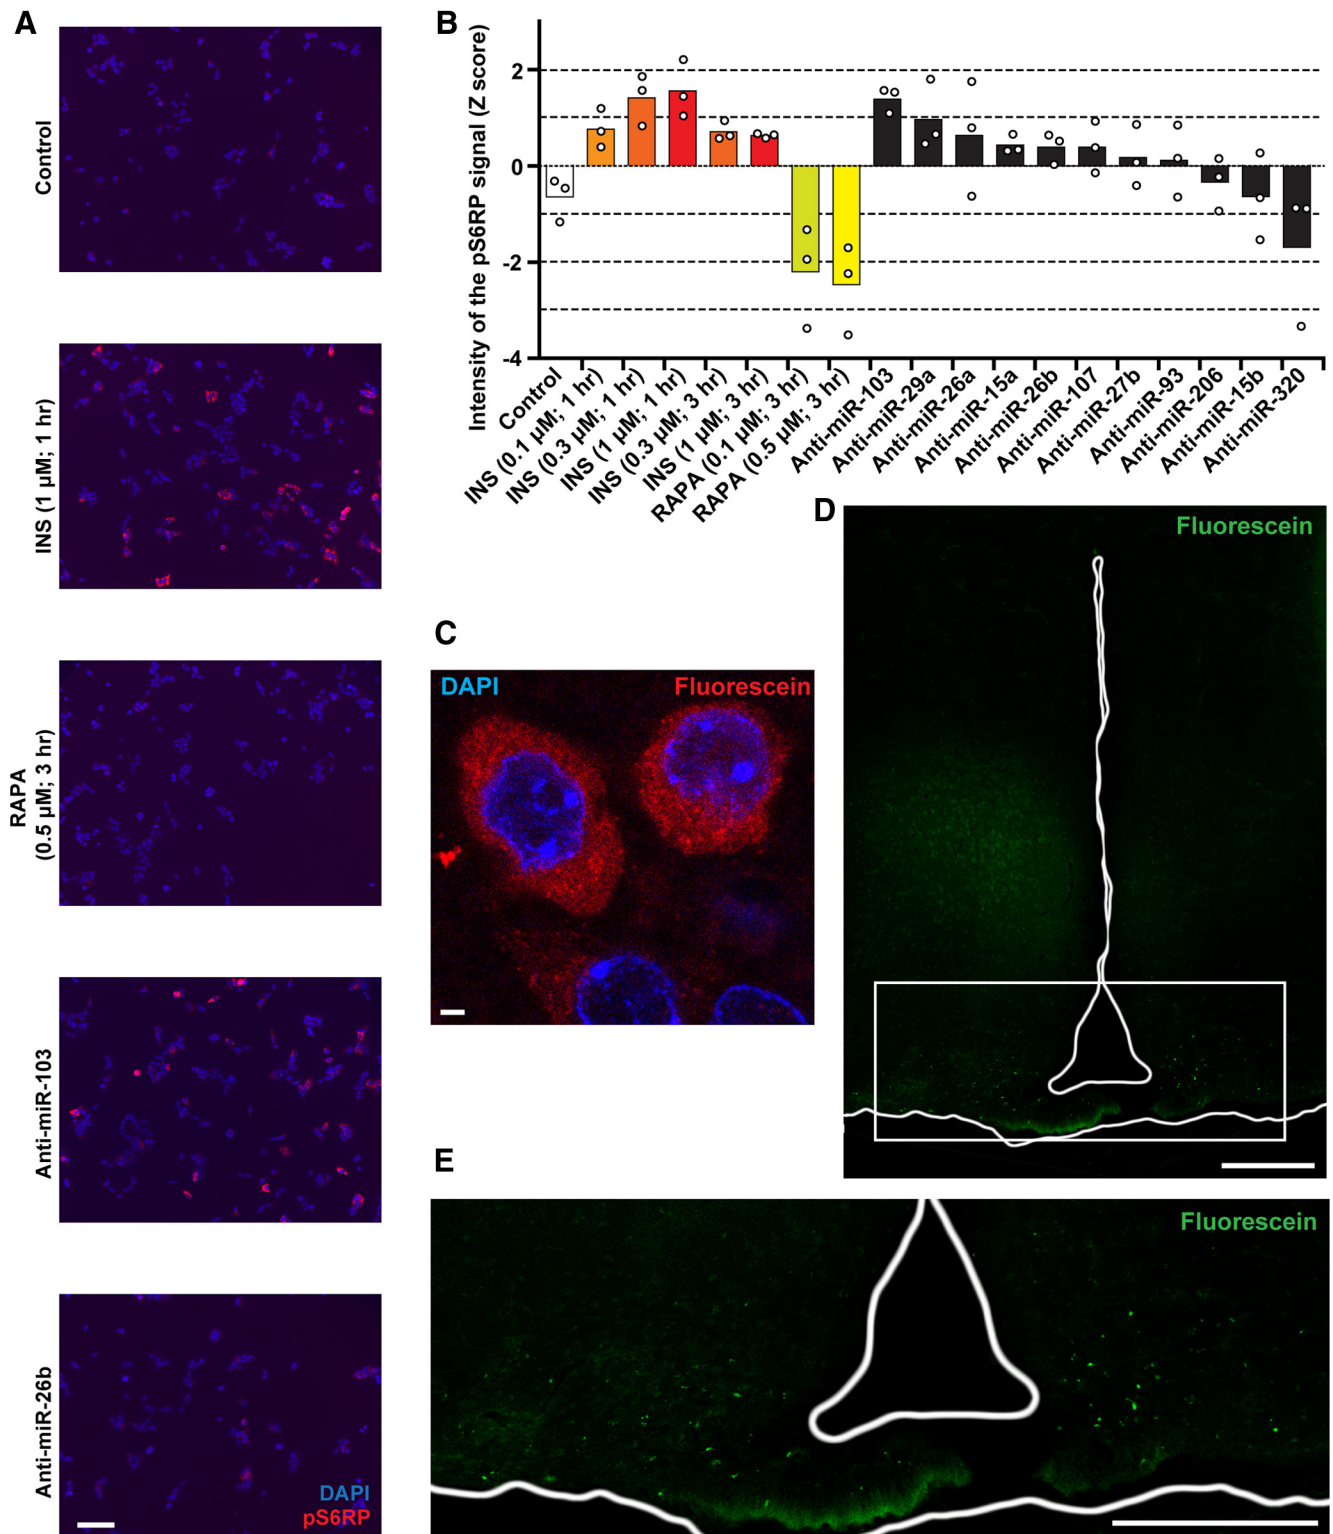 A
Control
INS (1 µM; 1 hr)
RAPA
(0.5 µM; 3 hr)
Anti-miR-103
Anti-miR-26b
DAPI
pS6RP
B
Intensity of the pS6RP signal (Z score)
2
0
-2
-4
Control
INS (0.1 µM; 1 hr)
INS (0.3 µM; 1 hr)
INS (1 µM; 1 hr)
INS (0.3 µM; 3 hr)
INS (1 µM; 3 hr)
RAPA (0.1 µM; 3 hr)
RAPA (0.5 µM; 3 hr)
Anti-miR-103
Anti-miR-29a
Anti-miR-26a
Anti-miR-15a
Anti-miR-26b
Anti-miR-107
Anti-miR-27b
Anti-miR-93
Anti-miR-206
Anti-miR-15b
Anti-miR-320
C
DAPI
Fluorescein
D
Fluorescein
E
Fluorescein